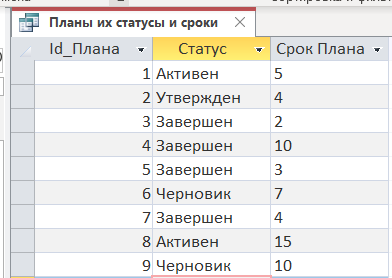 Планы их статусы и сроки
Id_Плана Статус Срок Плана
1 Активен 5
2 Утвержден 4
3 Завершен 2
4 Завершен 10
5 Завершен 3
6 Черновик 7
7 Завершен 4
8 Активен 15
9 Черновик 10